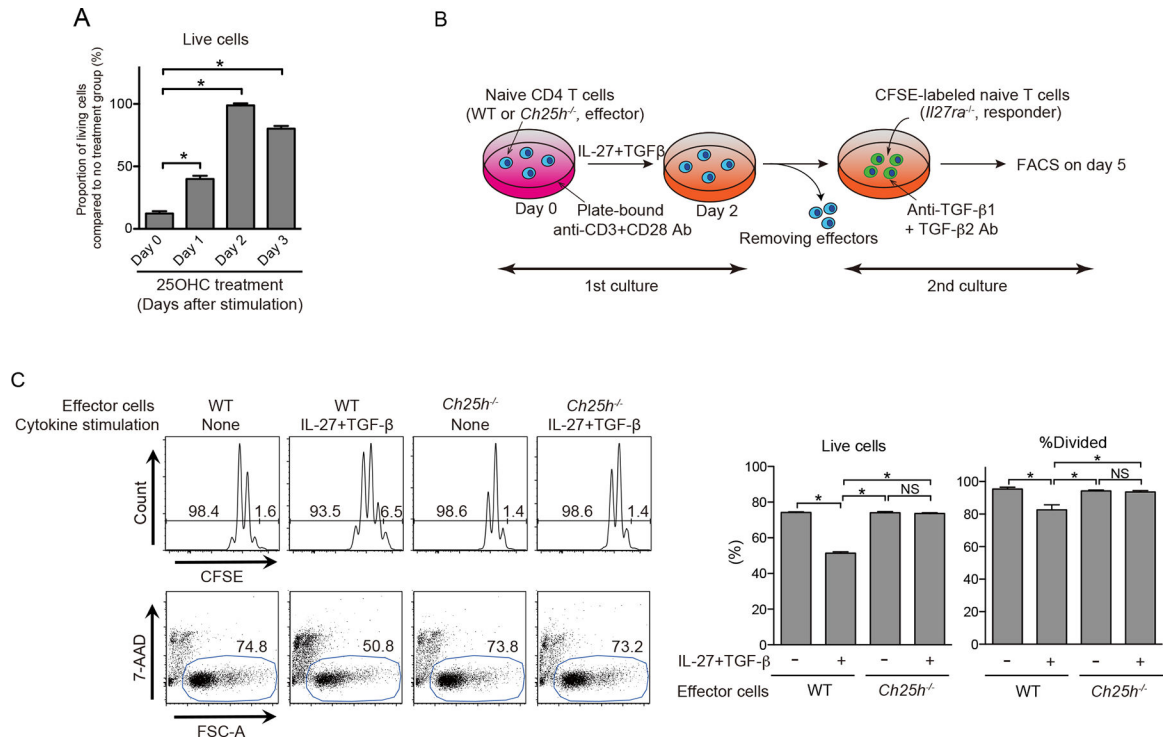 A
Live cells
Proportion of living cells
compared to no treatment group (%)
100
50
0
*
*
*
Day 0
Day 1
Day 2
Day 3
25OHC treatment
(Days after stimulation)
B
Naive CD4 T cells
(WT or Ch25h-/-, effector)
IL-27+TGFβ
CFSE-labeled naive T cells
(Il27ra-/-, responder)
FACS on day 5
Day 0
Plate-bound
anti-CD3+CD28 Ab
Day 2
Removing effectors
Anti-TGF-β1
+ TGF-β2 Ab
1st culture
2nd culture
C
Effector cells
WT
WT
Ch25h-/-
Ch25h-/-
Cytokine stimulation
None
IL-27+TGF-β
None
IL-27+TGF-β
Count
98.4
1.6
93.5
6.5
98.6
1.4
98.6
1.4
CFSE
7-AAD
74.8
50.8
73.8
73.2
FSC-A
Live cells
(%)
100
80
60
40
20
0
*
*
*
NS
%Divided
100
80
60
40
20
0
*
*
*
NS
IL-27+TGF-β
- + - +
- + - +
Effector cells
WT
Ch25h-/-
WT
Ch25h-/-